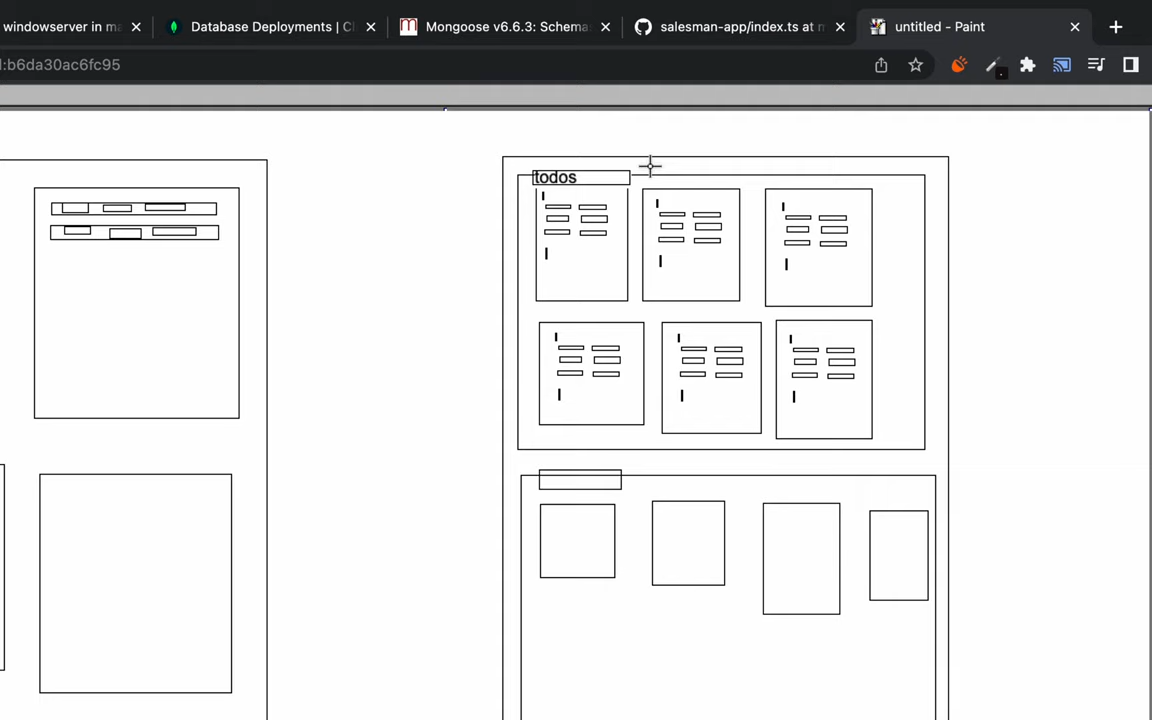 windowserver in ma
Database Deployments | Cl
Mongoose v6.6.3: Schema
salesman-app/index.ts at m
untitled - Paint
:b6da30ac6fc95
todos